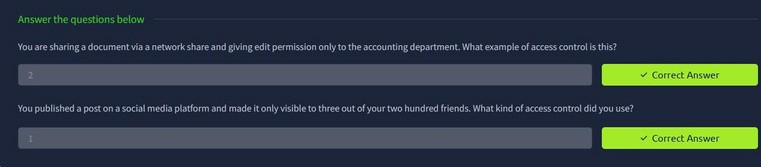 Answer the questions below
You are sharing a document via a network share and giving edit permission only to the accounting department. What example of access control is this?
2
✓ Correct Answer
You published a post on a social media platform and made it only visible to three out of your two hundred friends. What kind of access control did you use?
1
✓ Correct Answer